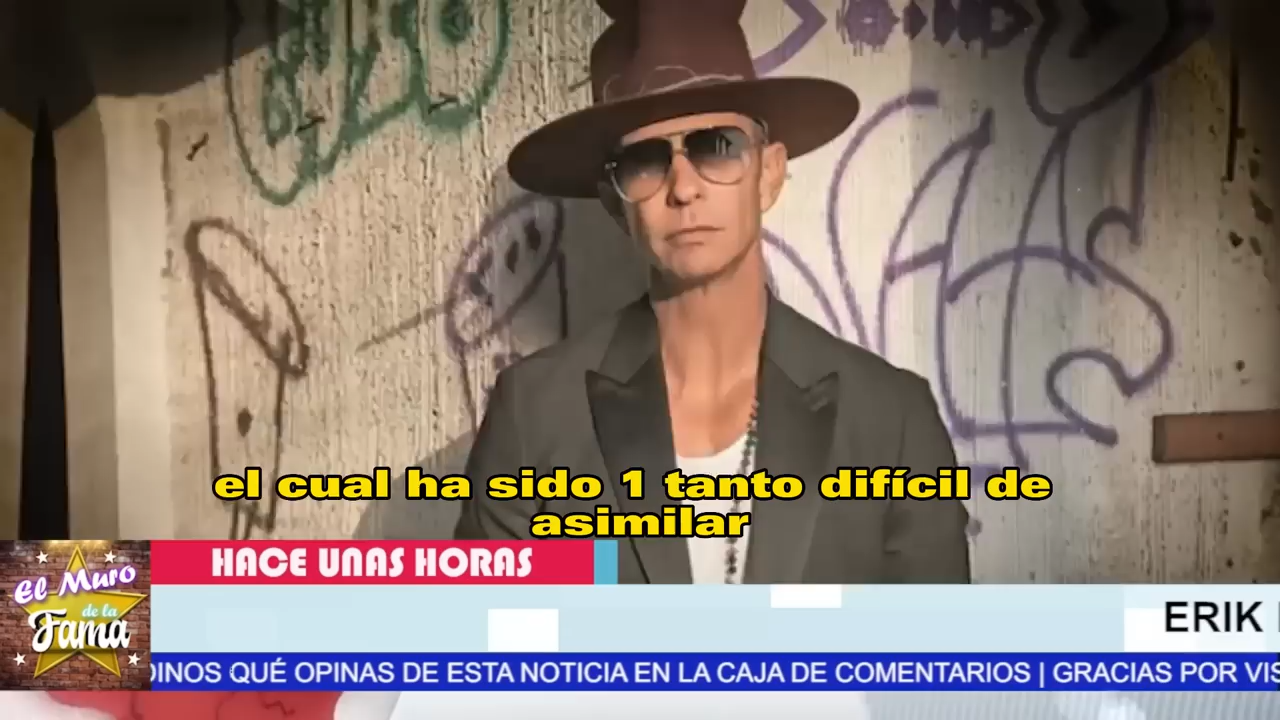 el cual ha sido 1 tanto difícil de
asimilar
HACE UNAS HORAS
El Muro
de la
Fama
ERIK
DINOS QUÉ OPINAS DE ESTA NOTICIA EN LA CAJA DE COMENTARIOS | GRACIAS POR VIS